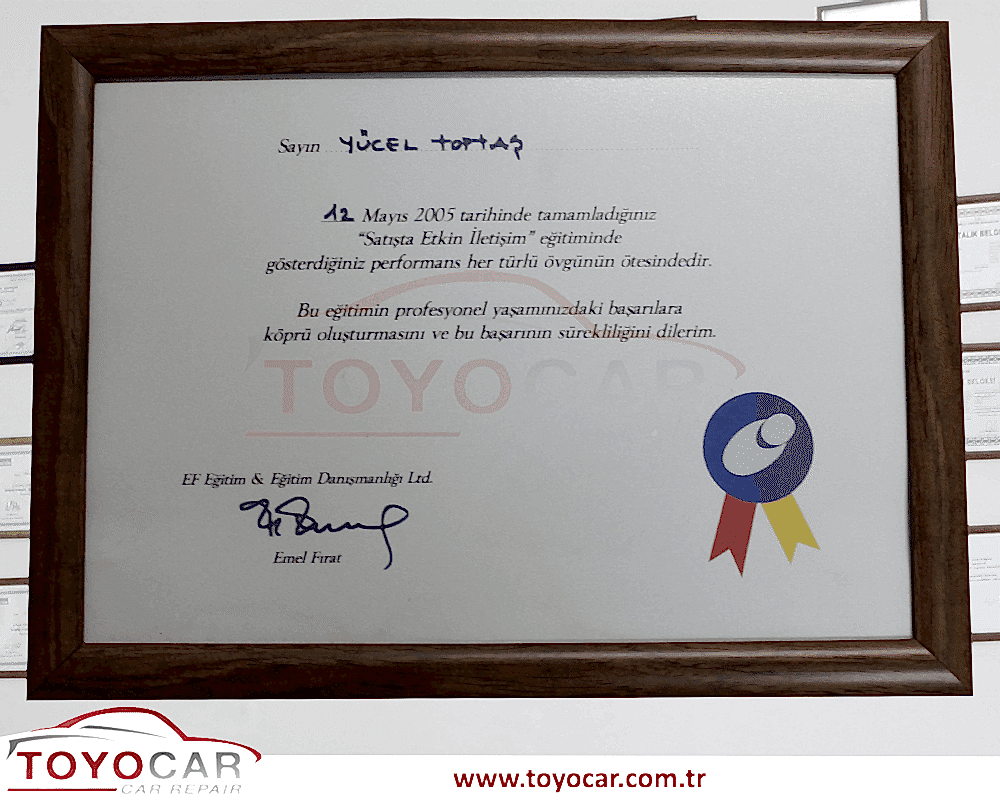 Sayın YÜCEL TOPTAŞ
12 Mayıs 2005 tarihinde tamamladığınız
“Satışta Etkin İletişim” eğitiminde
gösterdiğiniz performans her türlü övgünün ötesindedir.
Bu eğitimin profesyonel yaşamınızdaki başarılara
köprü oluşturmasını ve bu başarının sürekliliğini dilerim.
TOYOCAR
EF Eğitim & Eğitim Danışmanlığı Ltd.
Emel Fırat
TOYOCAR
CAR REPAIR
www.toyocar.com.tr